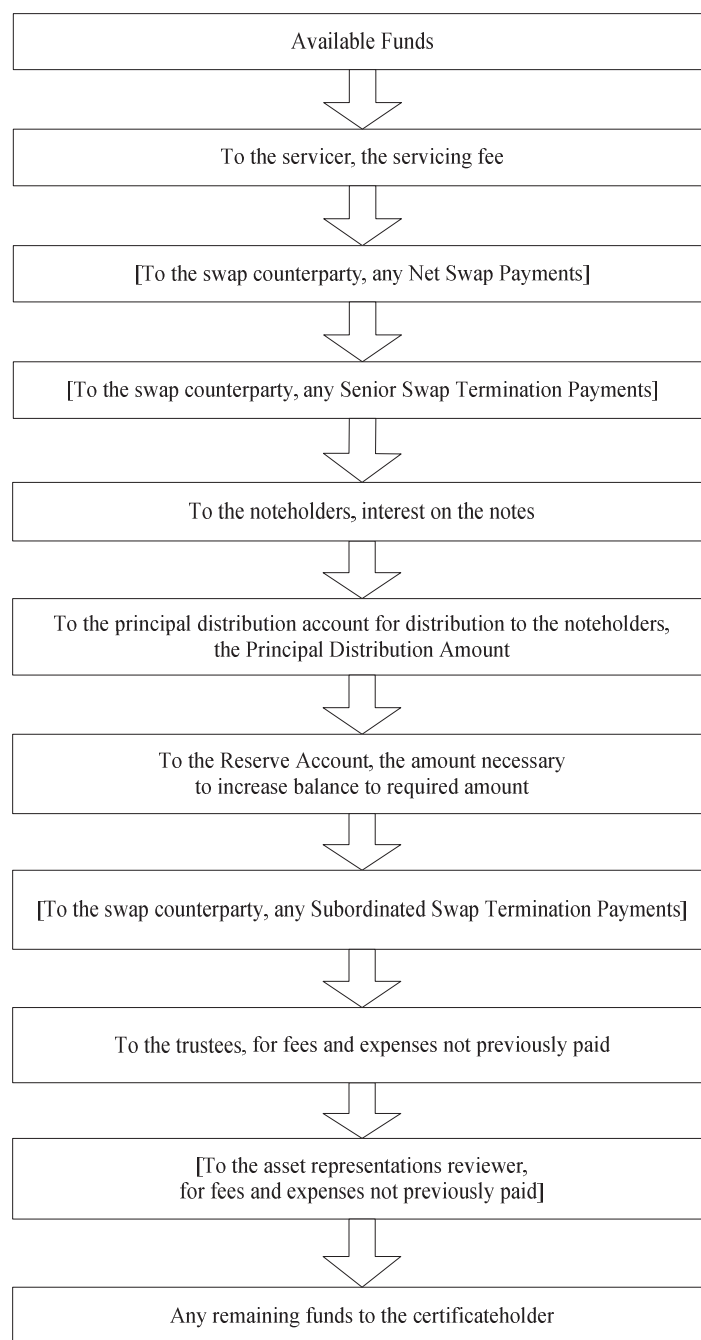 Available Funds
To the servicer, the servicing fee
[To the swap counterparty, any Net Swap Payments]
[To the swap counterparty, any Senior Swap Termination Payments]
To the noteholders, interest on the notes
To the principal distribution account for distribution to the noteholders,
the Principal Distribution Amount
To the Reserve Account, the amount necessary
to increase balance to required amount
[To the swap counterparty, any Subordinated Swap Termination Payments]
To the trustees, for fees and expenses not previously paid
[To the asset representations reviewer,
for fees and expenses not previously paid]
Any remaining funds to the certificateholder